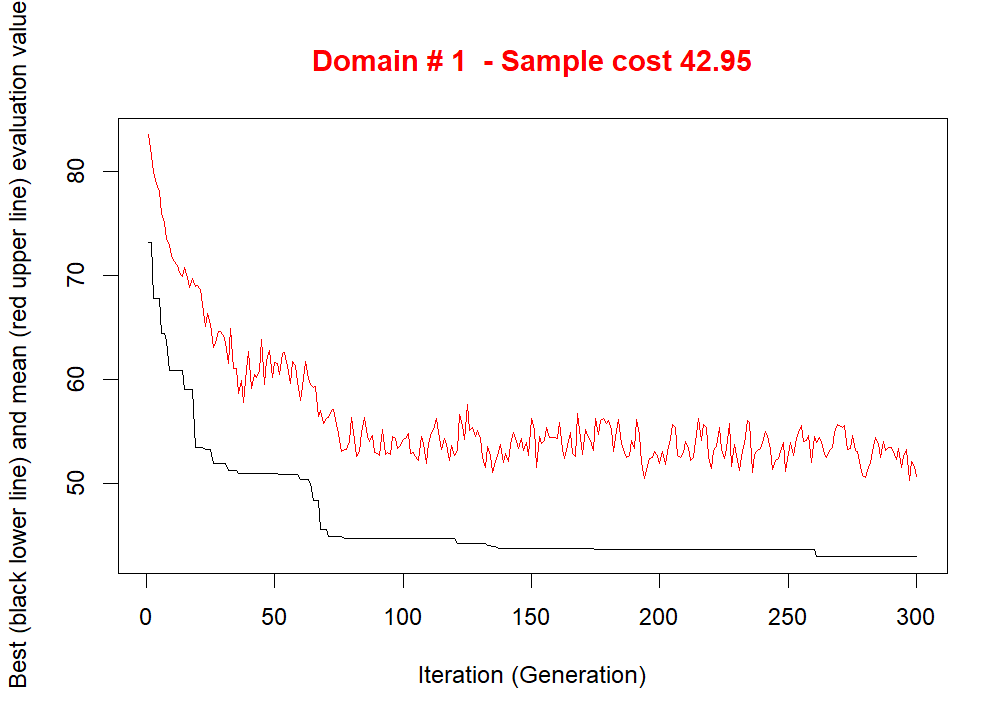 Domain # 1  - Sample cost 42.95
Best (black lower line) and mean (red upper line) evaluation value
80
70
60
50
0 50 100 150 200 250 300
Iteration (Generation)